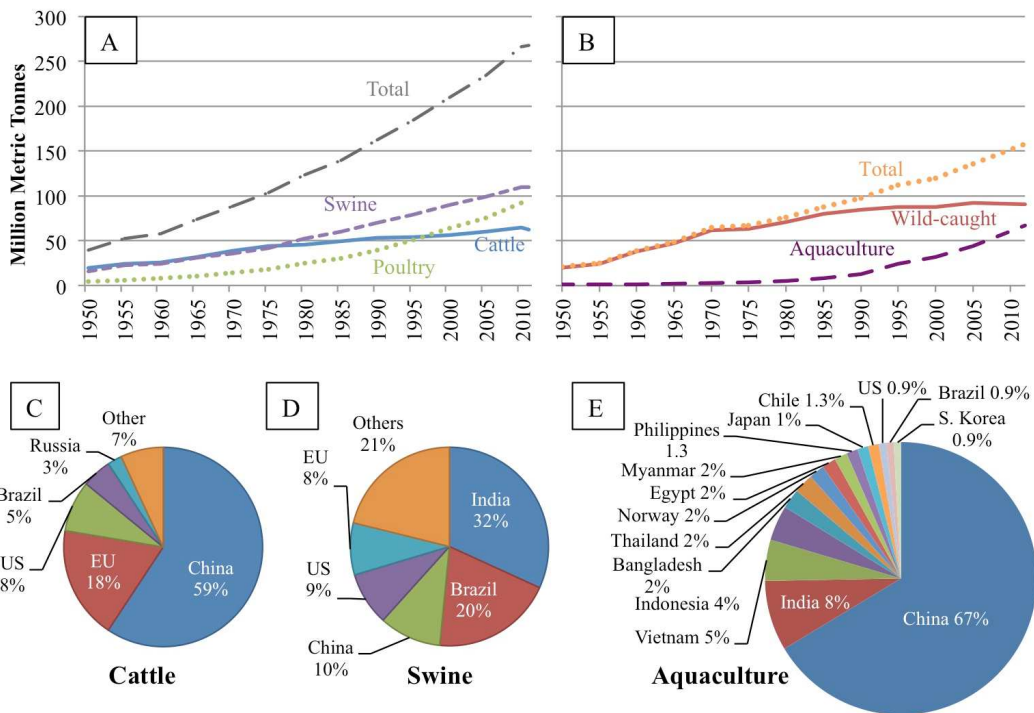 A
B
Million Metric Tonnes
300
250
200
150
100
50
0
Total
Swine
Cattle
Poultry
1950
1955
1960
1965
1970
1975
1980
1985
1990
1995
2000
2005
2010
Total
Wild-caught
Aquaculture
1950
1955
1960
1965
1970
1975
1980
1985
1990
1995
2000
2005
2010
C
Other
7%
Russia
3%
Brazil
5%
US
8%
EU
18%
China
59%
Cattle
D
Others
21%
EU
8%
US
9%
China
10%
India
32%
Brazil
20%
Swine
E
US 0.9%
Brazil 0.9%
Chile 1.3%
S. Korea
0.9%
Japan 1%
Philippines
1.3
Myanmar 2%
Egypt 2%
Norway 2%
Thailand 2%
Bangladesh
2%
Indonesia 4%
Vietnam 5%
India 8%
China 67%
Aquaculture